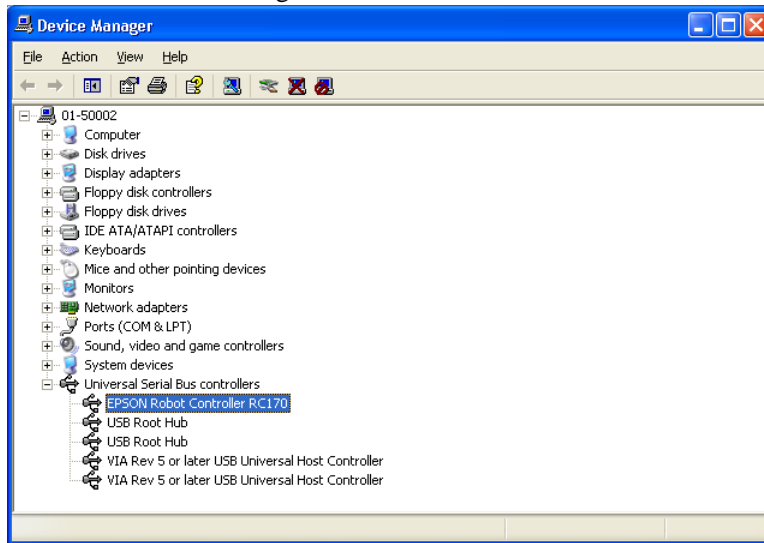 Device Manager
File Action View Help
01-50002
Computer
Disk drives
Display adapters
Floppy disk controllers
Floppy disk drives
IDE ATA/ATAPI controllers
Keyboards
Mice and other pointing devices
Monitors
Network adapters
Ports (COM & LPT)
Sound, video and game controllers
System devices
Universal Serial Bus controllers
EPSON Robot Controller RC170
USB Root Hub
USB Root Hub
VIA Rev 5 or later USB Universal Host Controller
VIA Rev 5 or later USB Universal Host Controller